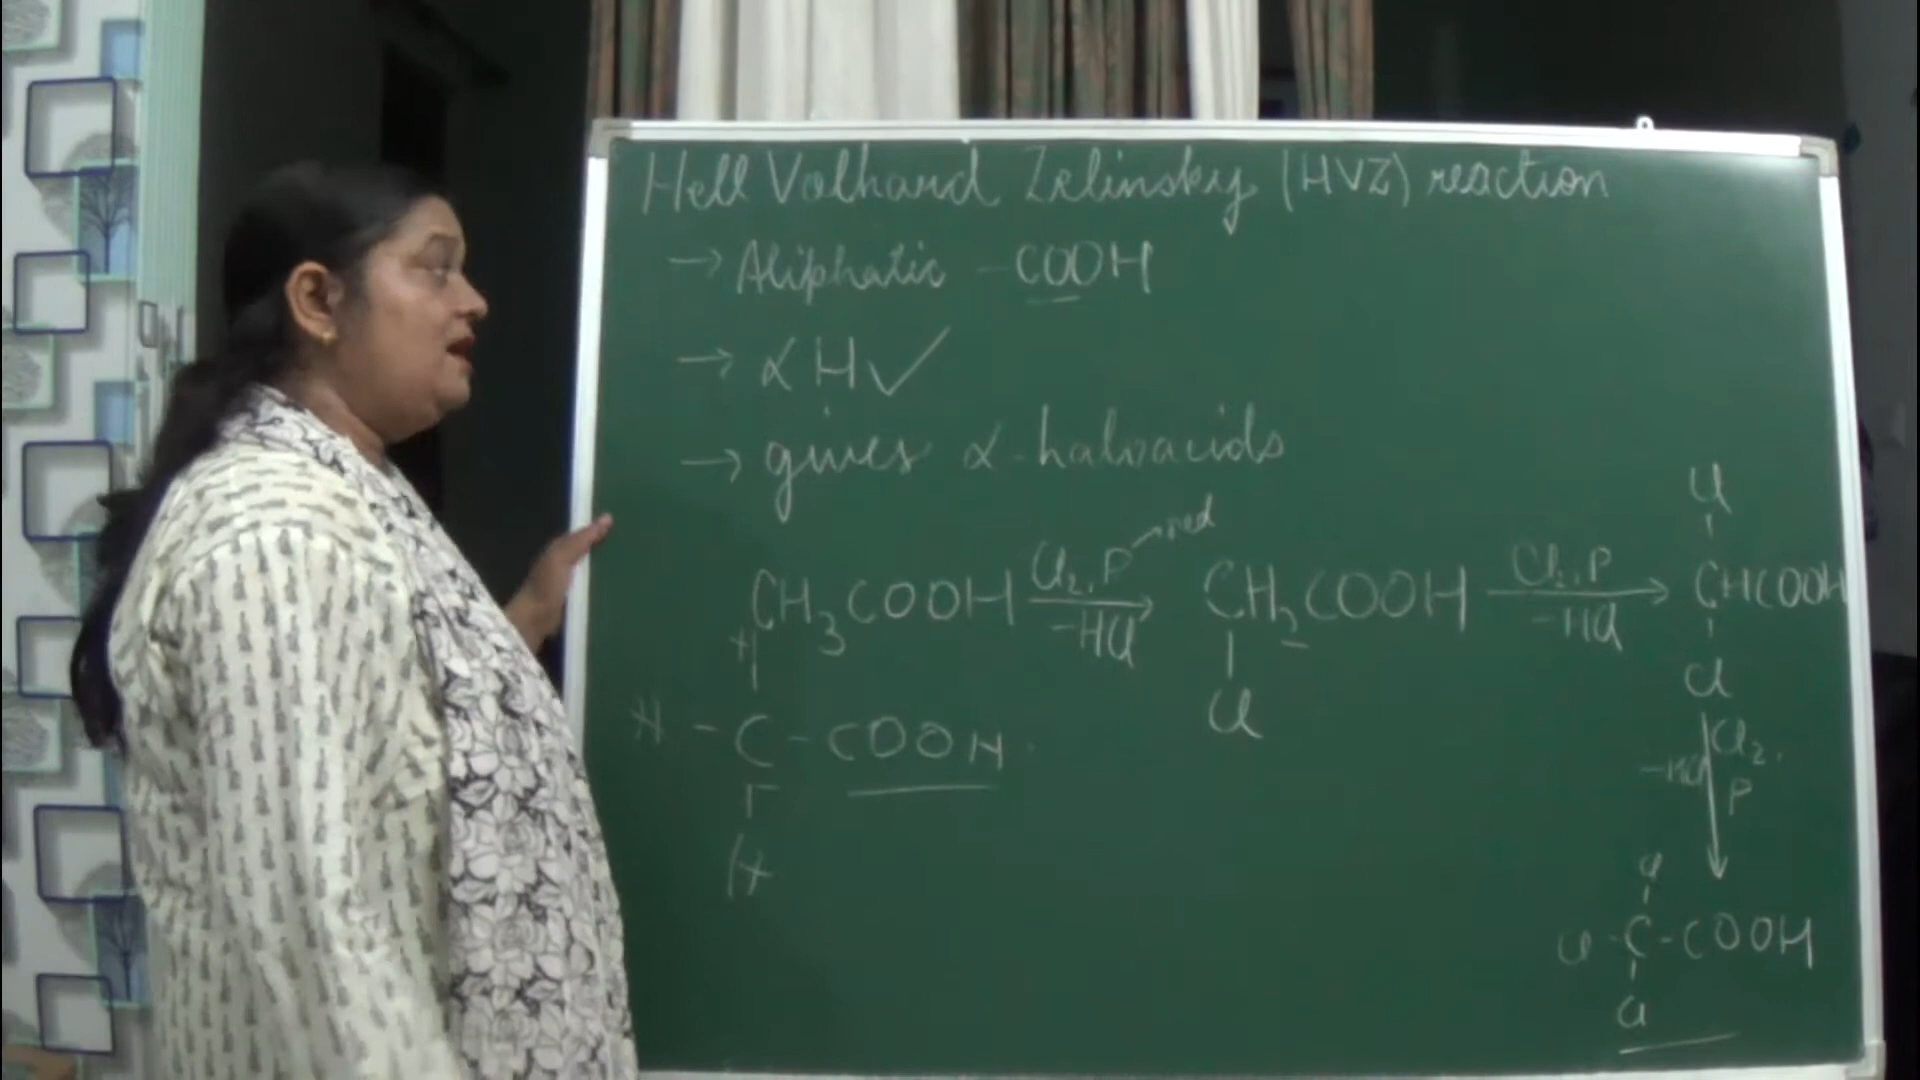 Hell Volhard Zelinsky (HVZ) reaction
→ Aliphatic -COOH
→ αH✓
→ gives α-haloacids
CH3COOH Cl2, P → red -HCl → CH2COOH Cl2, P -HCl → CHCOOH
Cl
Cl
Cl
H - C - COOH
H
H
-HCl Cl2. P
Cl
Cl - C - COOH
Cl